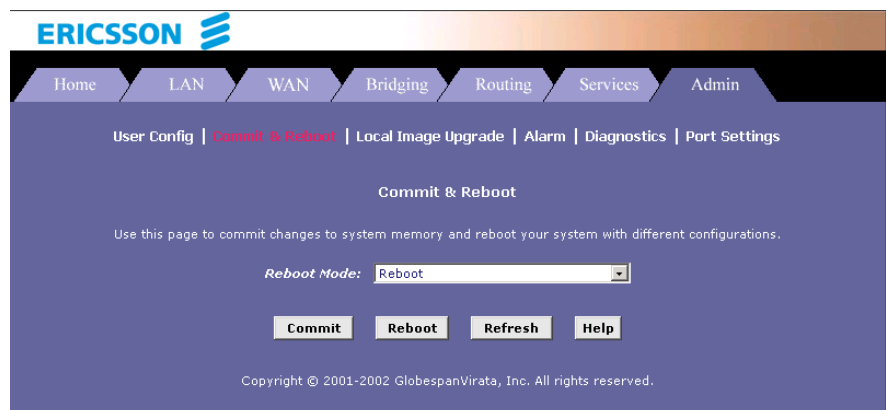 ERICSSON
Home LAN WAN Bridging Routing Services Admin
User Config | Commit & Reboot | Local Image Upgrade | Alarm | Diagnostics | Port Settings
Commit & Reboot
Use this page to commit changes to system memory and reboot your system with different configurations.
Reboot Mode: Reboot
Commit Reboot Refresh Help
Copyright © 2001-2002 GlobespanVirata, Inc. All rights reserved.